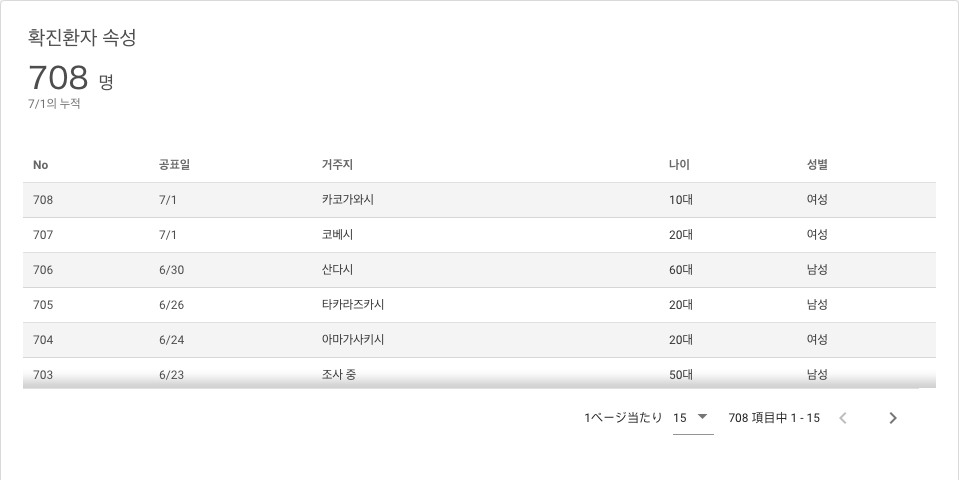 확진환자 속성
708 명
7/1의 누적
No 공표일 거주지 나이 성별
708 7/1 카코가와시 10대 여성
707 7/1 코베시 20대 여성
706 6/30 산다시 60대 남성
705 6/26 타카라즈카시 20대 남성
704 6/24 아마가사키시 20대 여성
703 6/23 조사 중 50대 남성
1ページ当たり 15 708 項目中 1 - 15